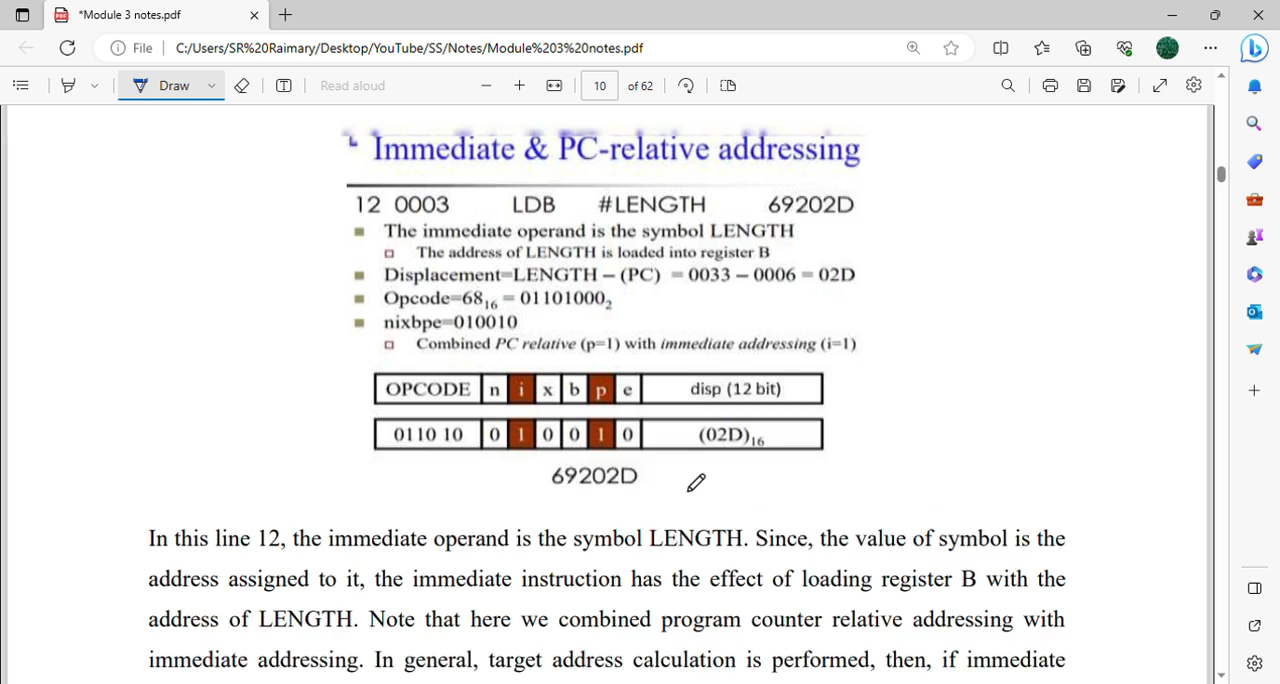 *Module 3 notes.pdf
File C:/Users/SR%20Raimary/Desktop/YouTube/SS/Notes/Module%203%20notes.pdf
Draw Read aloud 10 of 62
Immediate & PC-relative addressing
12 0003 LDB #LENGTH 69202D
The immediate operand is the symbol LENGTH
The address of LENGTH is loaded into register B
Displacement=LENGTH – (PC) = 0033 – 0006 = 02D
Opcode=68₁₆ = 01101000₂
nixbpe=010010
Combined PC relative (p=1) with immediate addressing (i=1)
OPCODE n i x b p e disp (12 bit)
0110 10 0 1 0 0 1 0 (02D)₁₆
69202D
In this line 12, the immediate operand is the symbol LENGTH. Since, the value of symbol is the
address assigned to it, the immediate instruction has the effect of loading register B with the
address of LENGTH. Note that here we combined program counter relative addressing with
immediate addressing. In general, target address calculation is performed, then, if immediate